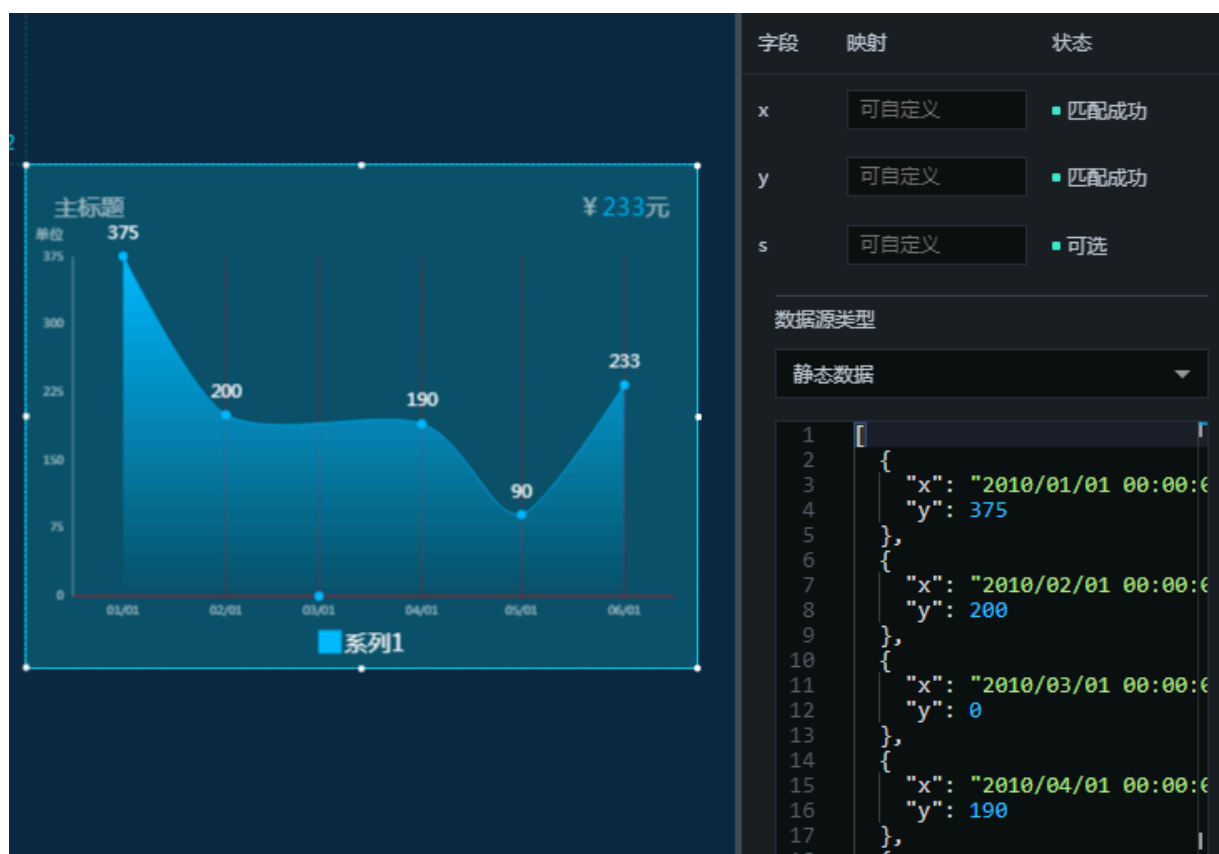 2
主标题
¥233元
单位
375
375
300
225
150
75
0
200
190
90
233
01/01
02/01
03/01
04/01
05/01
06/01
系列1
字段 映射 状态
x 可自定义 匹配成功
y 可自定义 匹配成功
s 可自定义 可选
数据源类型
静态数据
1 [
2 {
3 "x": "2010/01/01 00:00:0
4 "y": 375
5 },
6 {
7 "x": "2010/02/01 00:00:0
8 "y": 200
9 },
10 {
11 "x": "2010/03/01 00:00:0
12 "y": 0
13 },
14 {
15 "x": "2010/04/01 00:00:0
16 "y": 190
17 },